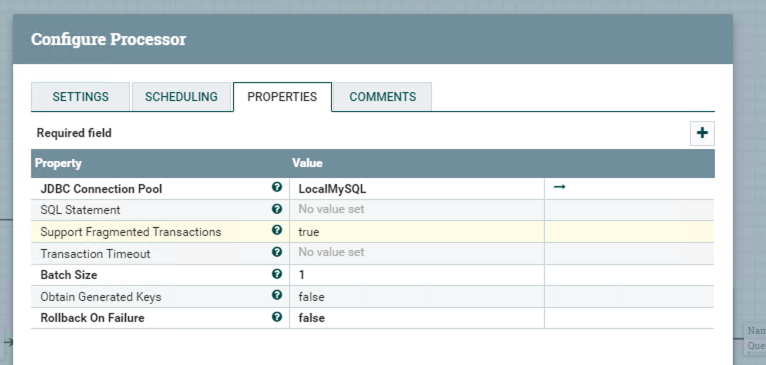 Configure Processor
SETTINGS SCHEDULING PROPERTIES COMMENTS
Required field
Property Value
JDBC Connection Pool LocalMySQL
SQL Statement No value set
Support Fragmented Transactions true
Transaction Timeout No value set
Batch Size 1
Obtain Generated Keys false
Rollback On Failure false
Nam
Que